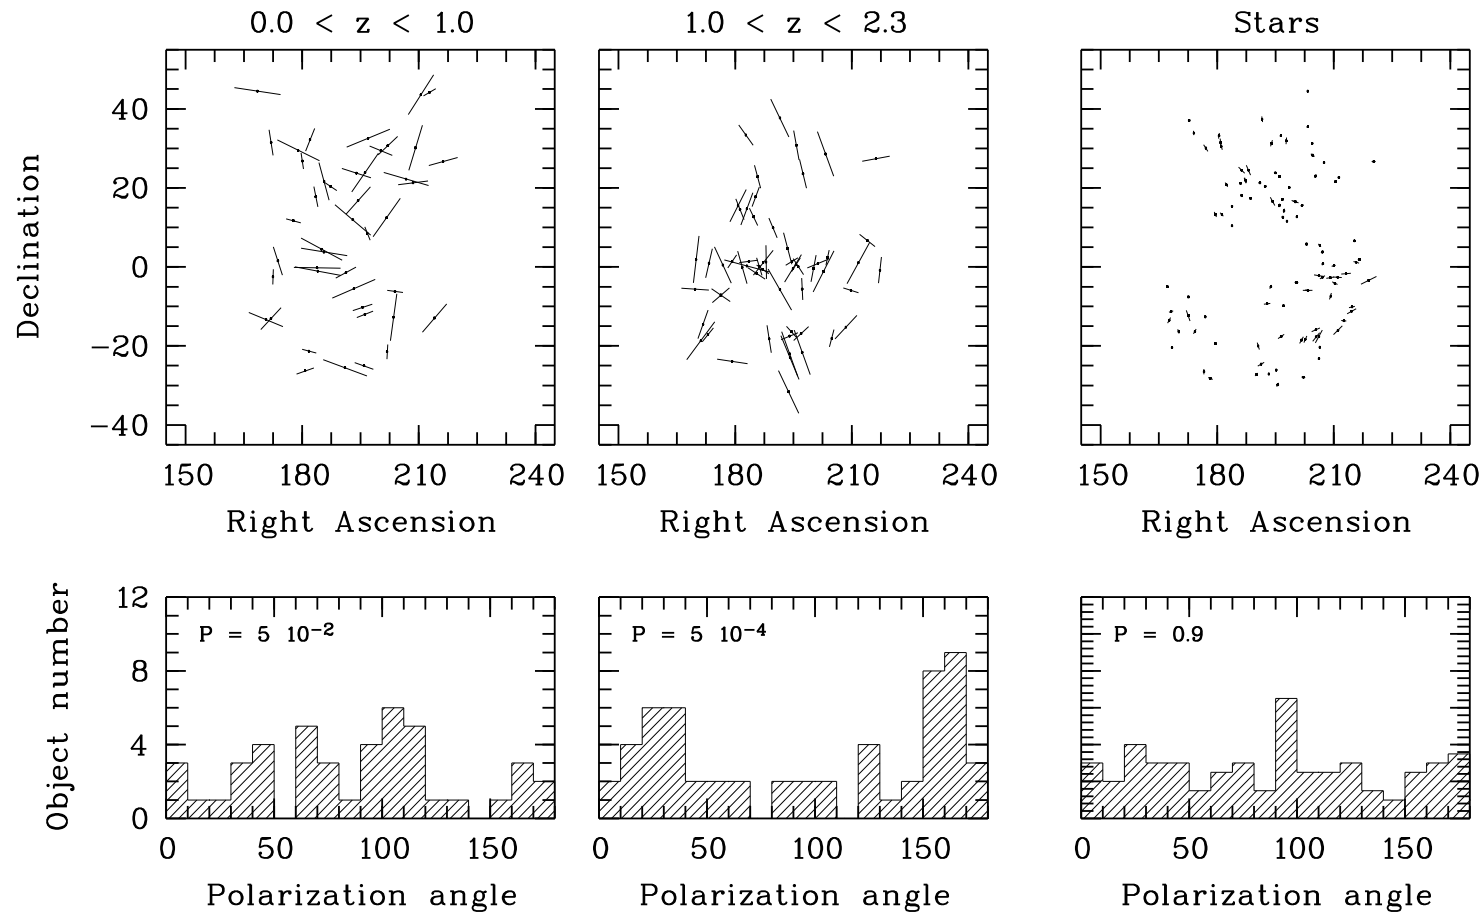 0.0 < z < 1.0
1.0 < z < 2.3
Stars
Declination
40
20
0
−20
−40
150 180 210 240
150 180 210 240
150 180 210 240
Right Ascension
Right Ascension
Right Ascension
Object number
12
8
4
0
P = 5 10⁻²
P = 5 10⁻⁴
P = 0.9
0 50 100 150
0 50 100 150
0 50 100 150
Polarization angle
Polarization angle
Polarization angle